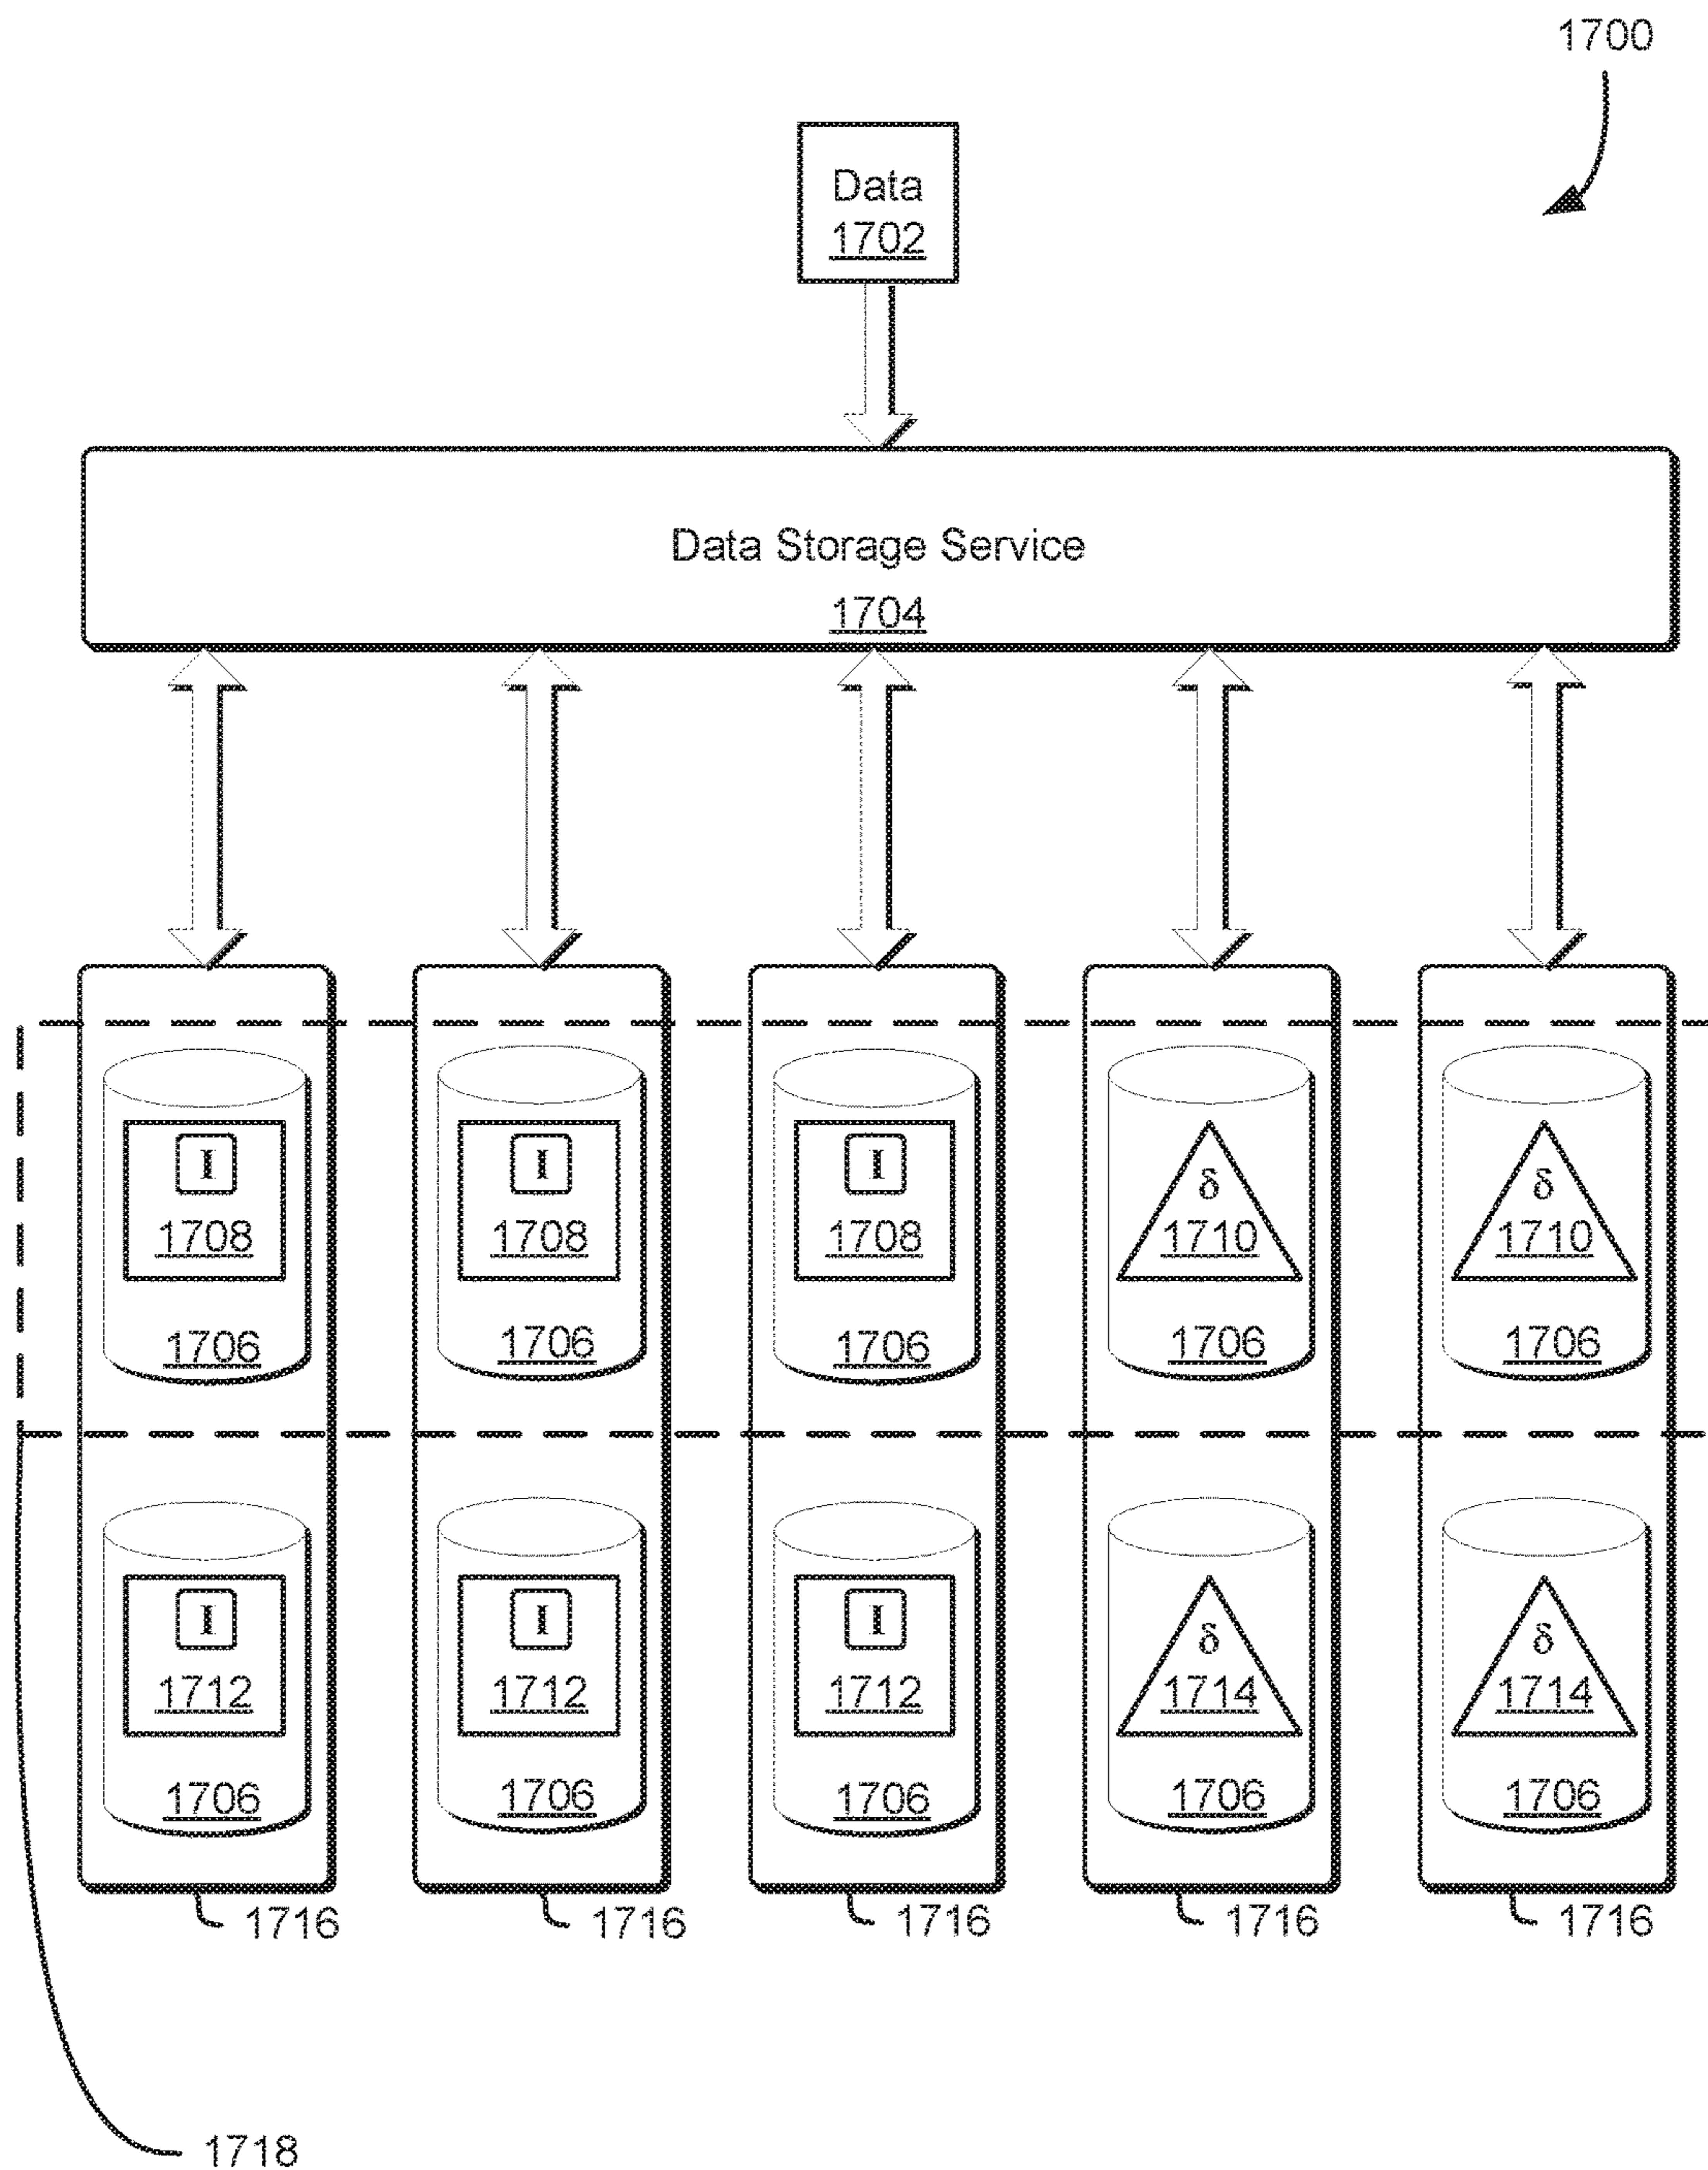 1700
Data
1702
Data Storage Service
1704
I I I δ δ
1708 1708 1708 1710 1710
1706 1706 1706 1706 1706
I I I δ δ
1712 1712 1712 1714 1714
1706 1706 1706 1706 1706
1716 1716 1716 1716 1716
1718